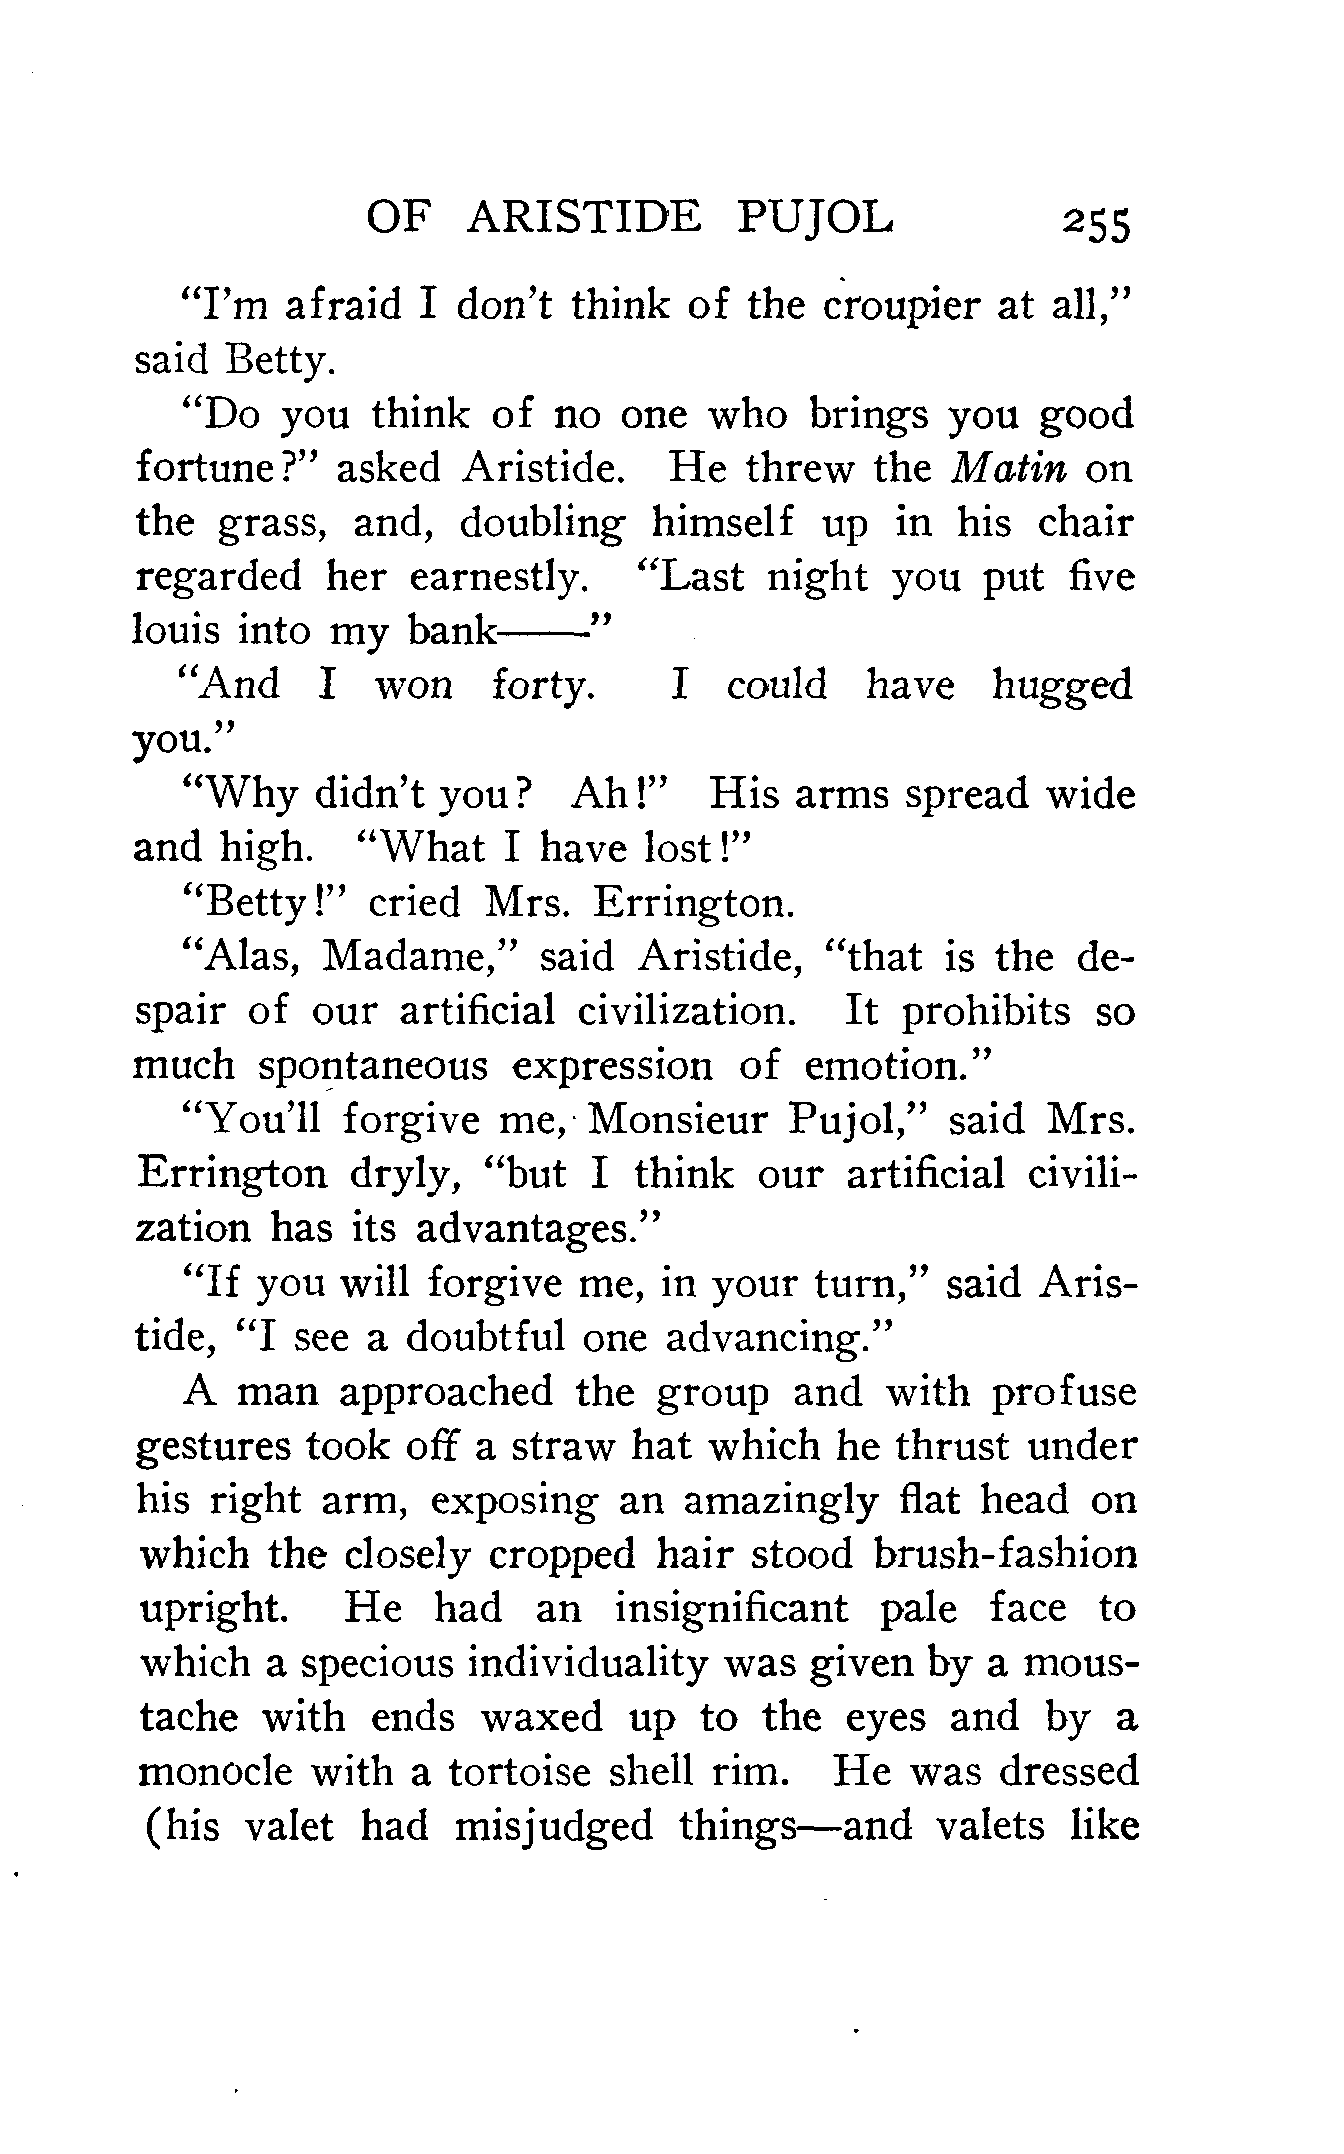 OF ARISTIDE PUJOL 255
"I'm afraid I don't think of the croupier at all,"
said Betty.
"Do you think of no one who brings you good
fortune?" asked Aristide. He threw the Matin on
the grass, and, doubling himself up in his chair
regarded her earnestly. "Last night you put five
louis into my bank——"
"And I won forty. I could have hugged
you."
"Why didn't you? Ah!" His arms spread wide
and high. "What I have lost!"
"Betty!" cried Mrs. Errington.
"Alas, Madame," said Aristide, "that is the de-
spair of our artificial civilization. It prohibits so
much spontaneous expression of emotion."
"You'll forgive me, Monsieur Pujol," said Mrs.
Errington dryly, "but I think our artificial civili-
zation has its advantages."
"If you will forgive me, in your turn," said Aris-
tide, "I see a doubtful one advancing."
A man approached the group and with profuse
gestures took off a straw hat which he thrust under
his right arm, exposing an amazingly flat head on
which the closely cropped hair stood brush-fashion
upright. He had an insignificant pale face to
which a specious individuality was given by a mous-
tache with ends waxed up to the eyes and by a
monocle with a tortoise shell rim. He was dressed
(his valet had misjudged things—and valets like